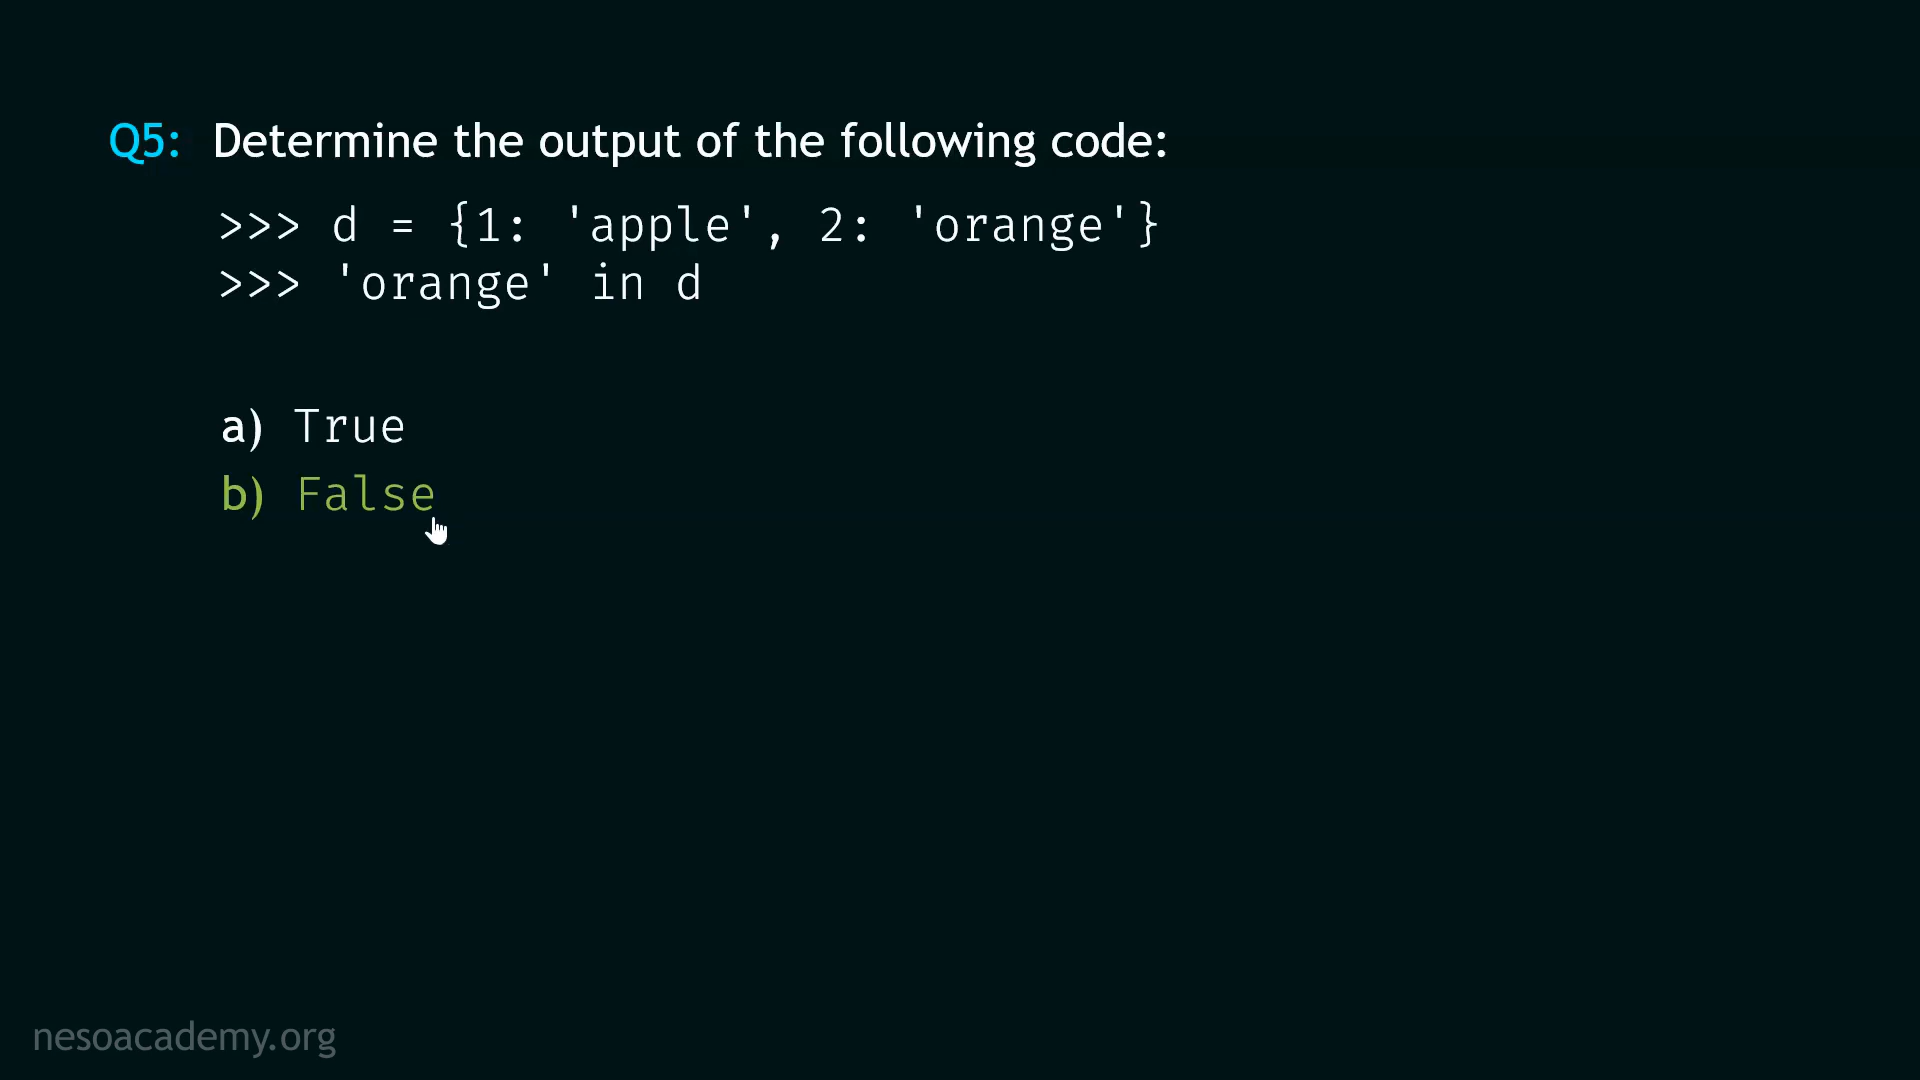 Q5: Determine the output of the following code:
>>> d = {1: 'apple', 2: 'orange'}
>>> 'orange' in d
a) True
b) False
nesoacademy.org